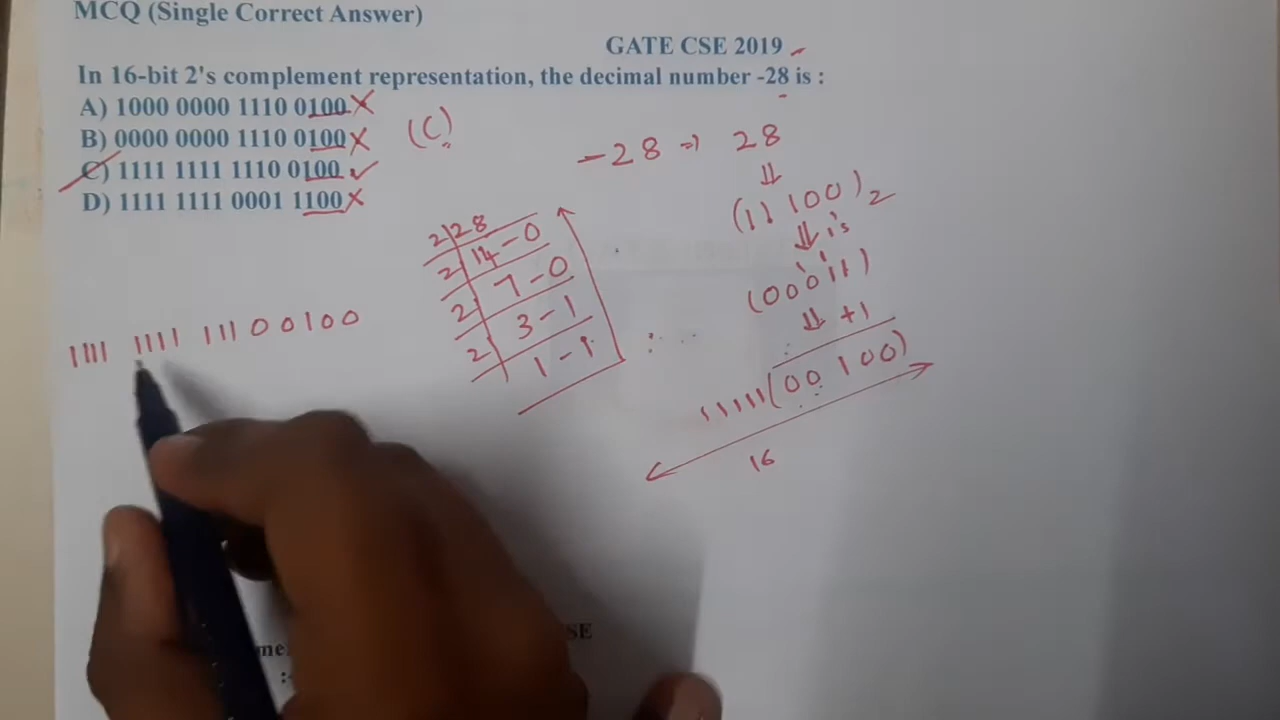 MCQ (Single Correct Answer)
GATE CSE 2019
In 16-bit 2's complement representation, the decimal number -28 is :
A) 1000 0000 1110 0100
B) 0000 0000 1110 0100
C) 1111 1111 1110 0100
D) 1111 1111 0001 1100
(C)
-28 ⇒ 28
⇓
(11100)₂
⇓ 1's
(00011)
⇓ +1
11111(00100)
16
2|28
2|14-0
2|7-0
2|3-1
1-1
1111 1111 11100100
SE